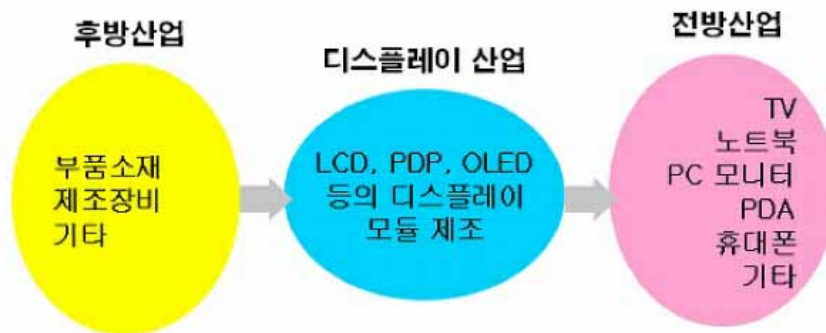 후방산업
부품소재
제조장비
기타
디스플레이 산업
LCD, PDP, OLED
등의 디스플레이
모듈 제조
전방산업
TV
노트북
PC 모니터
PDA
휴대폰
기타